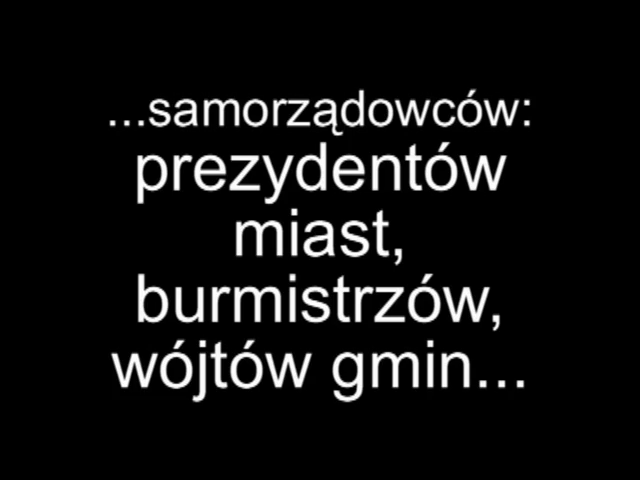 ...samorządowców:
prezydentów
miast,
burmistrzów,
wójtów gmin...